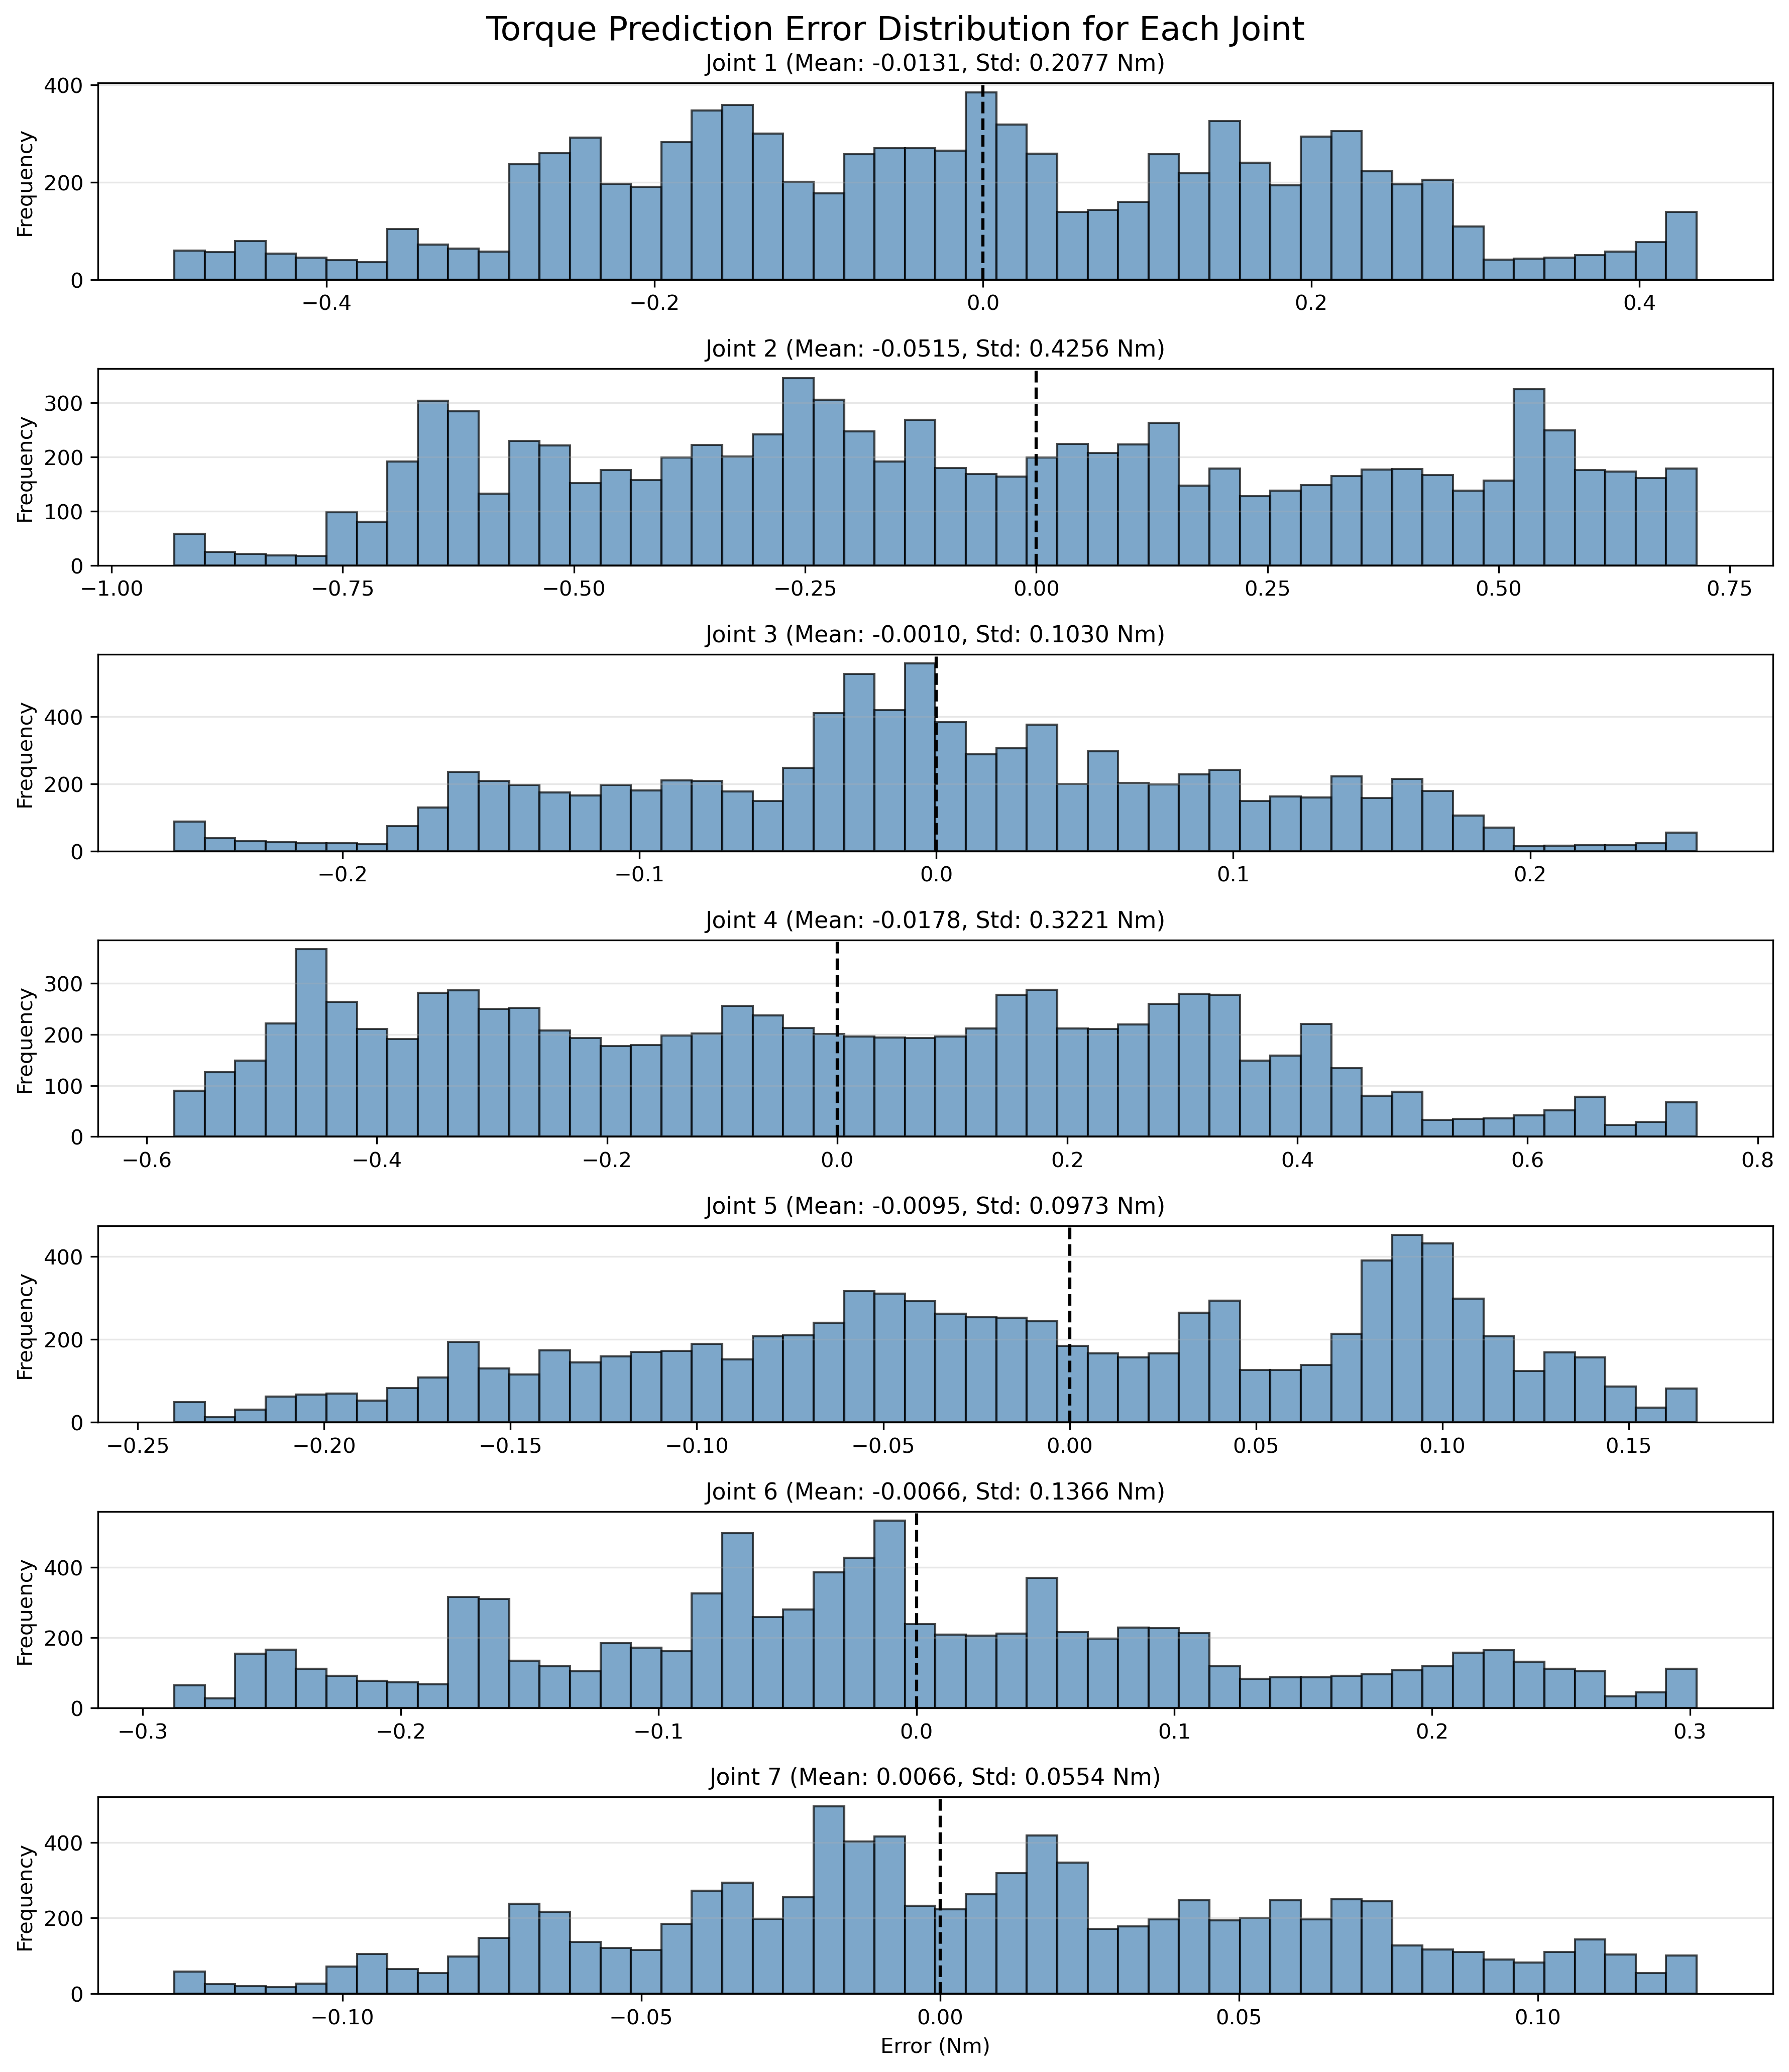 Torque Prediction Error Distribution for Each Joint
Joint 1 (Mean: -0.0131, Std: 0.2077 Nm)
Frequency
400
200
0
−0.4 −0.2 0.0 0.2 0.4
Joint 2 (Mean: -0.0515, Std: 0.4256 Nm)
Frequency
300
200
100
0
−1.00 −0.75 −0.50 −0.25 0.00 0.25 0.50 0.75
Joint 3 (Mean: -0.0010, Std: 0.1030 Nm)
Frequency
400
200
0
−0.2 −0.1 0.0 0.1 0.2
Joint 4 (Mean: -0.0178, Std: 0.3221 Nm)
Frequency
300
200
100
0
−0.6 −0.4 −0.2 0.0 0.2 0.4 0.6 0.8
Joint 5 (Mean: -0.0095, Std: 0.0973 Nm)
Frequency
400
200
0
−0.25 −0.20 −0.15 −0.10 −0.05 0.00 0.05 0.10 0.15
Joint 6 (Mean: -0.0066, Std: 0.1366 Nm)
Frequency
400
200
0
−0.3 −0.2 −0.1 0.0 0.1 0.2 0.3
Joint 7 (Mean: 0.0066, Std: 0.0554 Nm)
Frequency
400
200
0
−0.10 −0.05 0.00 0.05 0.10
Error (Nm)